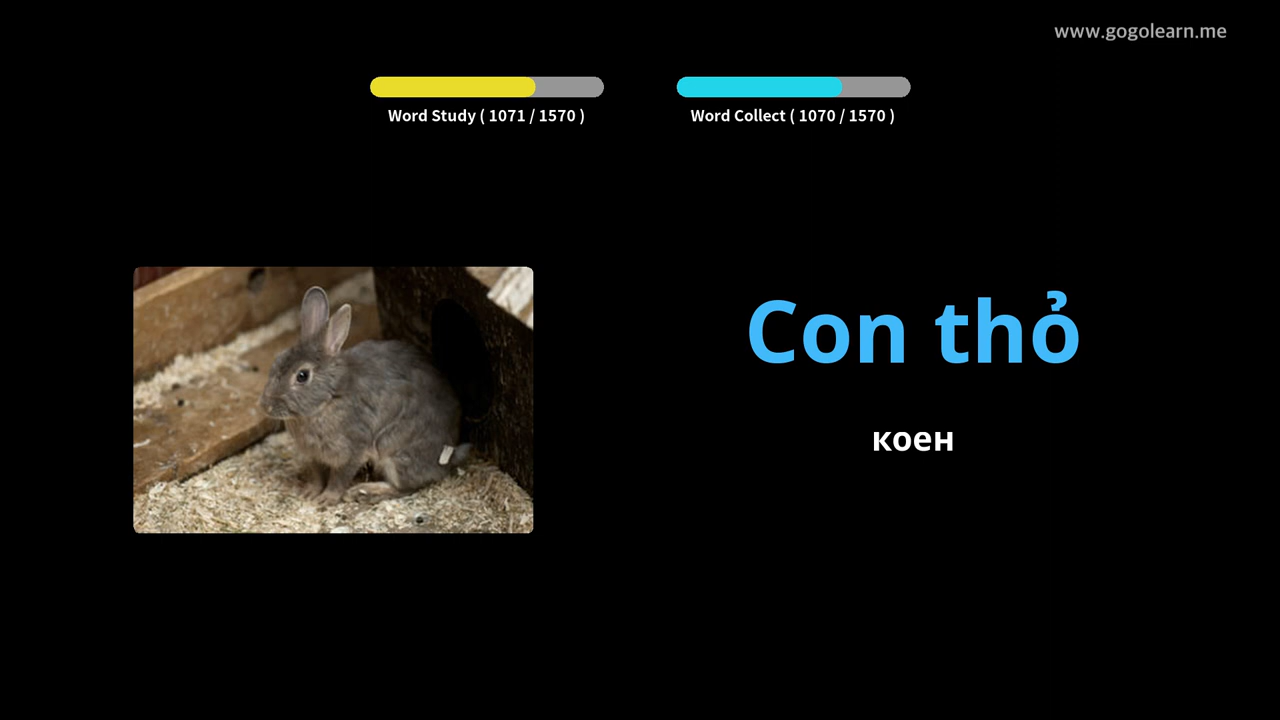 www.gogolearn.me
Word Study ( 1071 / 1570 )
Word Collect ( 1070 / 1570 )
Con thỏ
коен